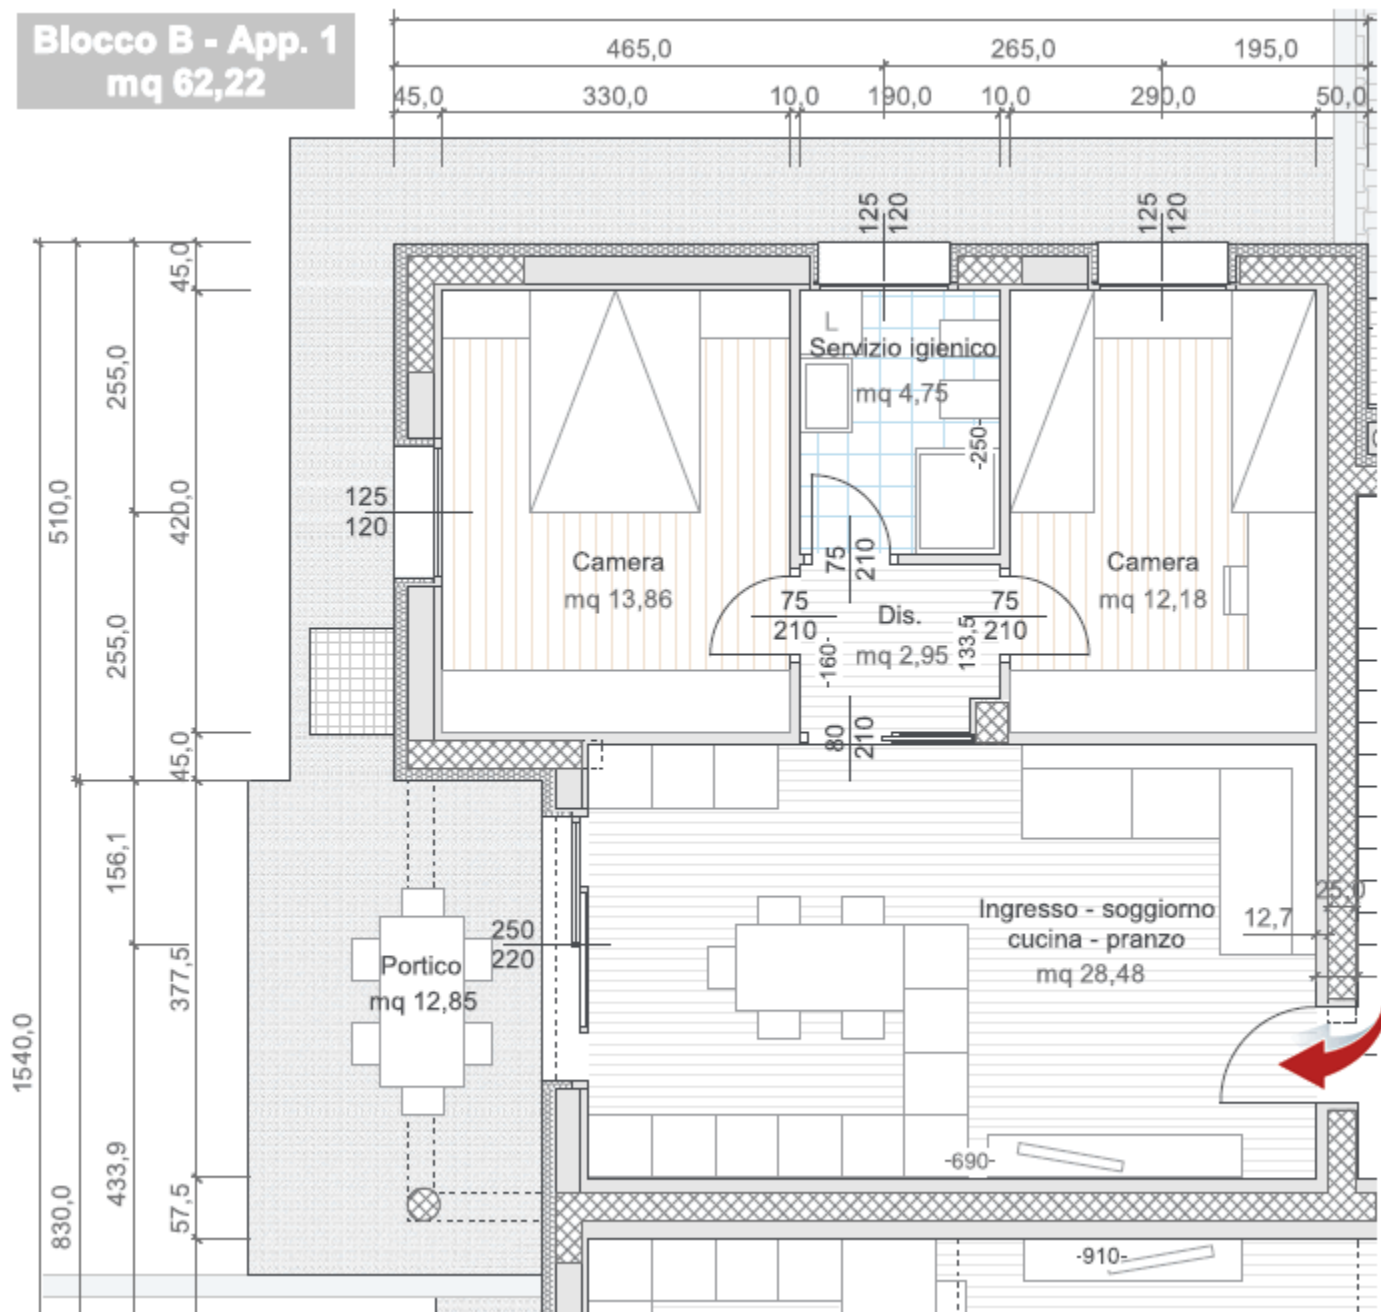 Blocco B - App. 1
mq 62,22
465,0
265,0
195,0
45,0
330,0
10,0
190,0
10,0
290,0
50,0
125
120
125
120
45,0
255,0
510,0
420,0
255,0
45,0
L
Servizio igienico
mq 4,75
-250-
125
120
Camera
mq 13,86
75
210
75
210
Dis.
mq 2,95
-160-
133,5
75
210
Camera
mq 12,18
80
210
156,1
377,5
1540,0
433,9
830,0
57,5
250
220
Portico
mq 12,85
Ingresso - soggiorno
cucina - pranzo
mq 28,48
25,0
12,7
-690-
-910-